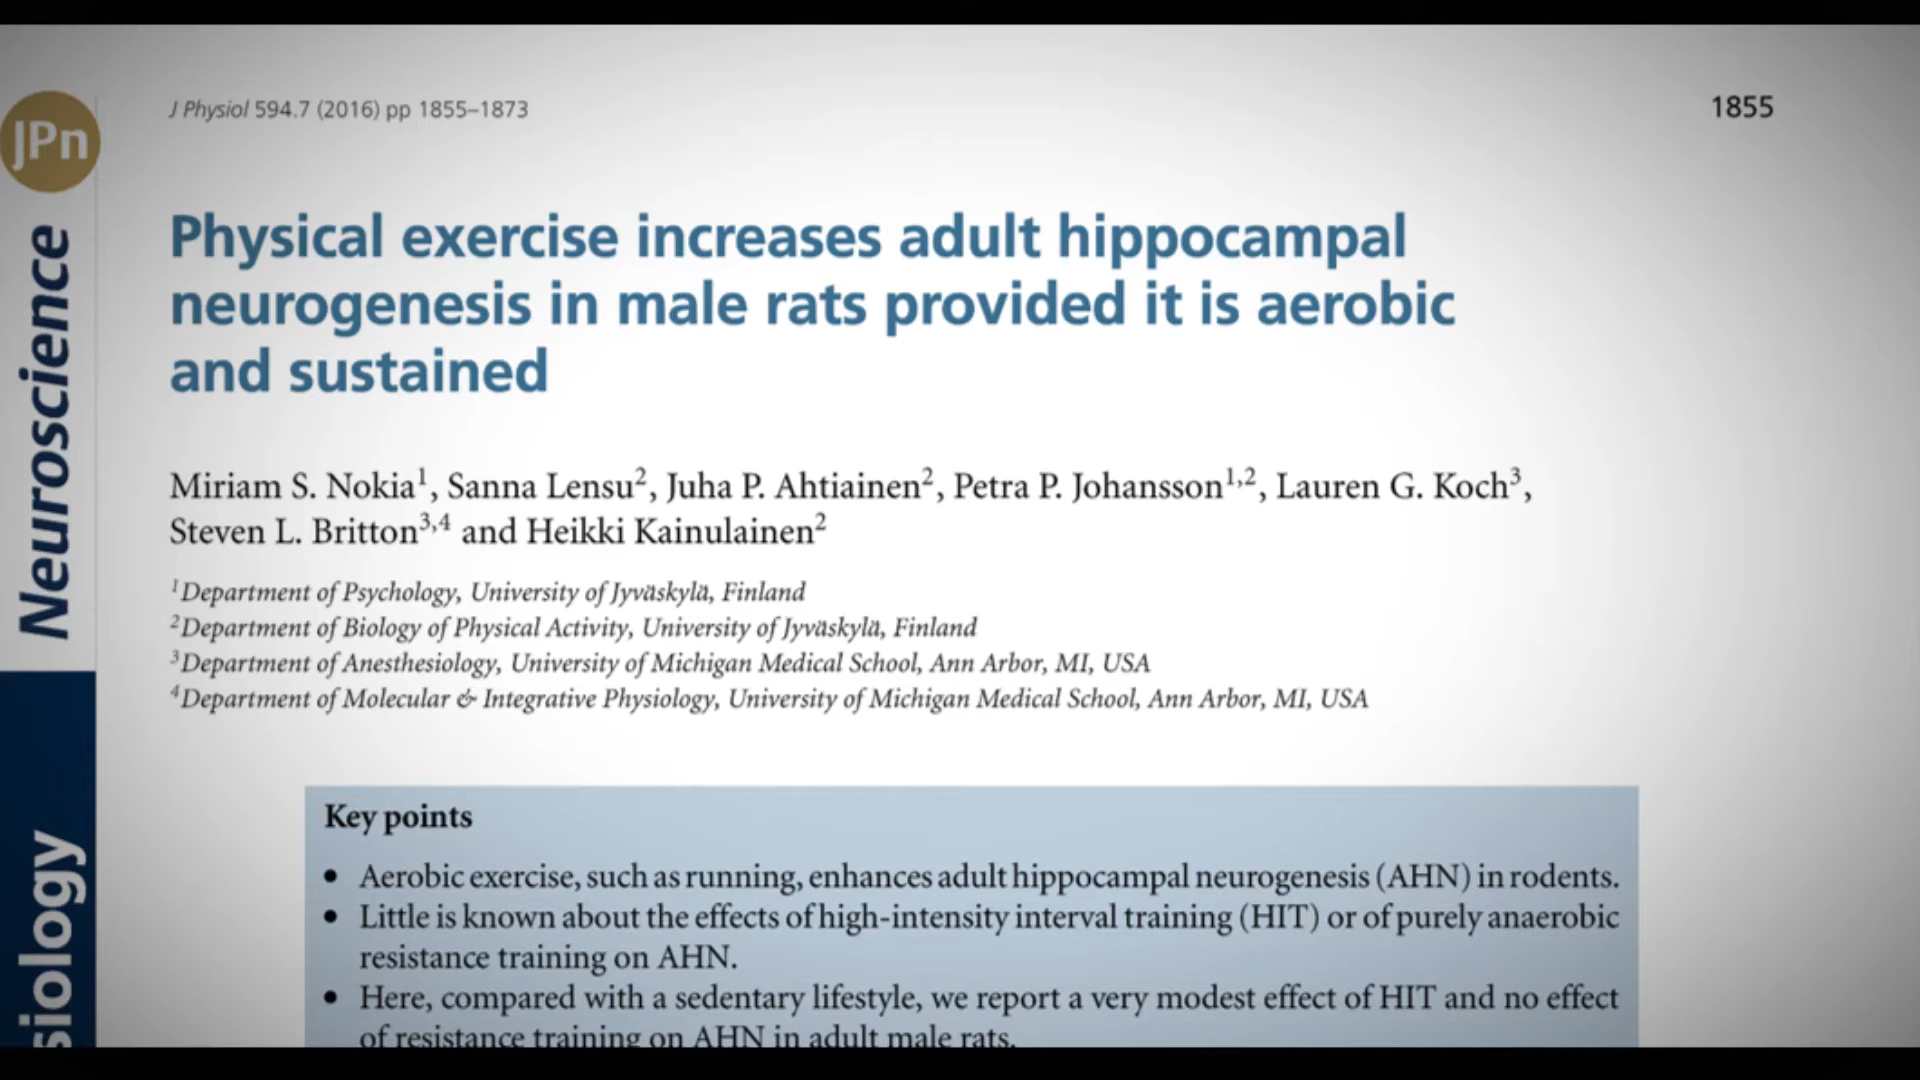 JPn
J Physiol 594.7 (2016) pp 1855–1873
1855
Neuroscience
Physical exercise increases adult hippocampal
neurogenesis in male rats provided it is aerobic
and sustained
Miriam S. Nokia1, Sanna Lensu2, Juha P. Ahtiainen2, Petra P. Johansson1,2, Lauren G. Koch3,
Steven L. Britton3,4 and Heikki Kainulainen2
1Department of Psychology, University of Jyväskylä, Finland
2Department of Biology of Physical Activity, University of Jyväskylä, Finland
3Department of Anesthesiology, University of Michigan Medical School, Ann Arbor, MI, USA
4Department of Molecular & Integrative Physiology, University of Michigan Medical School, Ann Arbor, MI, USA
siology
Key points
• Aerobic exercise, such as running, enhances adult hippocampal neurogenesis (AHN) in rodents.
• Little is known about the effects of high-intensity interval training (HIT) or of purely anaerobic
resistance training on AHN.
• Here, compared with a sedentary lifestyle, we report a very modest effect of HIT and no effect
of resistance training on AHN in adult male rats.